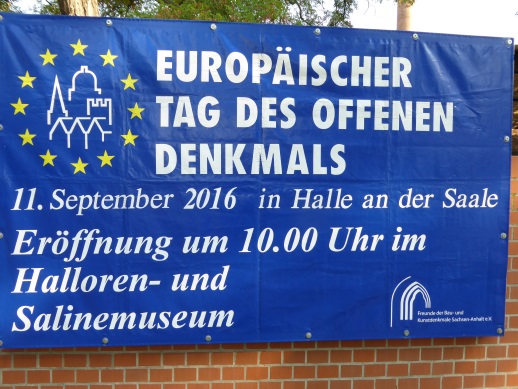 EUROPÄISCHER
TAG DES OFFENEN
DENKMALS
11. September 2016 in Halle an der Saale
Eröffnung um 10.00 Uhr im
Halloren- und
Salinemuseum
Freunde der Bau- und
Kunstdenkmale Sachsen-Anhalt e.V.